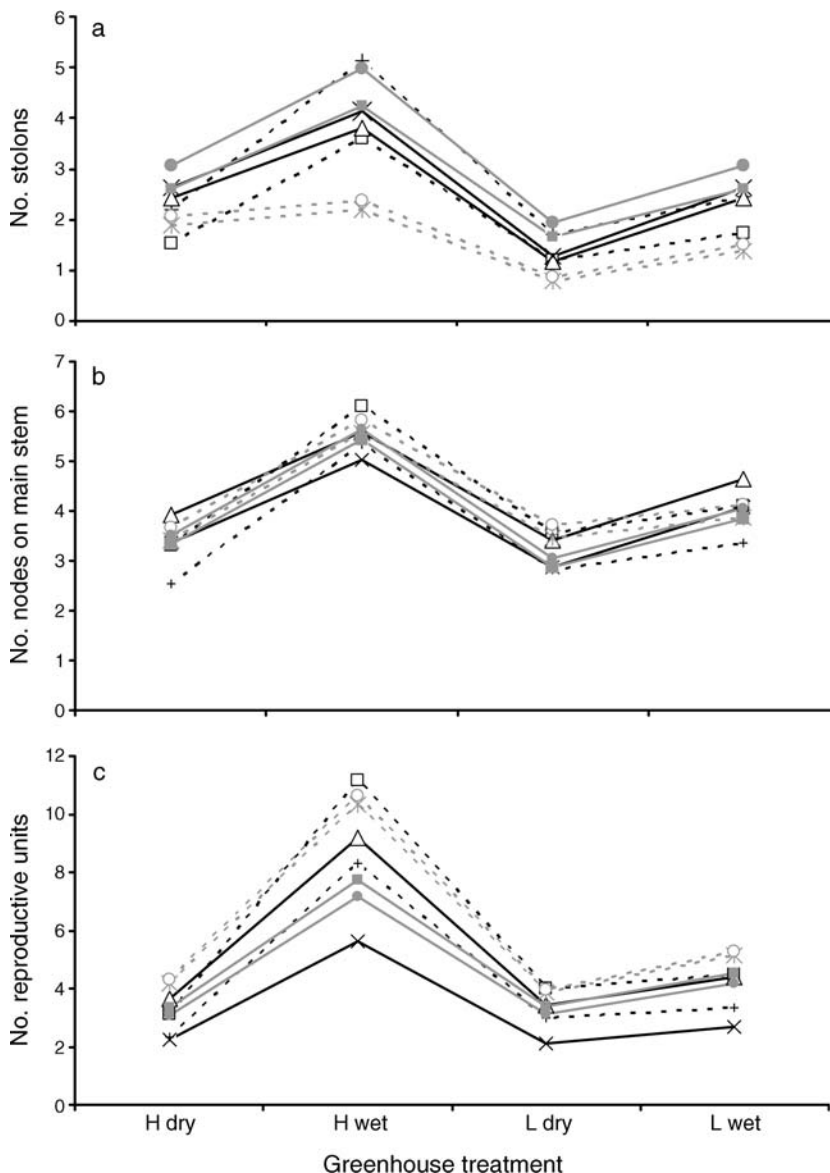 a
No. stolons
6
5
4
3
2
1
0
b
No. nodes on main stem
7
6
5
4
3
2
1
0
c
No. reproductive units
12
10
8
6
4
2
0
H dry H wet L dry L wet
Greenhouse treatment